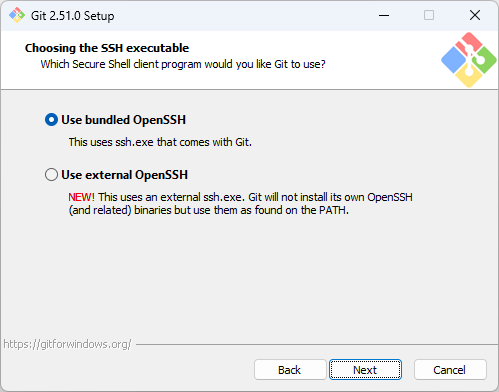 Git 2.51.0 Setup
Choosing the SSH executable
Which Secure Shell client program would you like Git to use?
Use bundled OpenSSH
This uses ssh.exe that comes with Git.
Use external OpenSSH
NEW! This uses an external ssh.exe. Git will not install its own OpenSSH
(and related) binaries but use them as found on the PATH.
https://gitforwindows.org/
Back Next Cancel